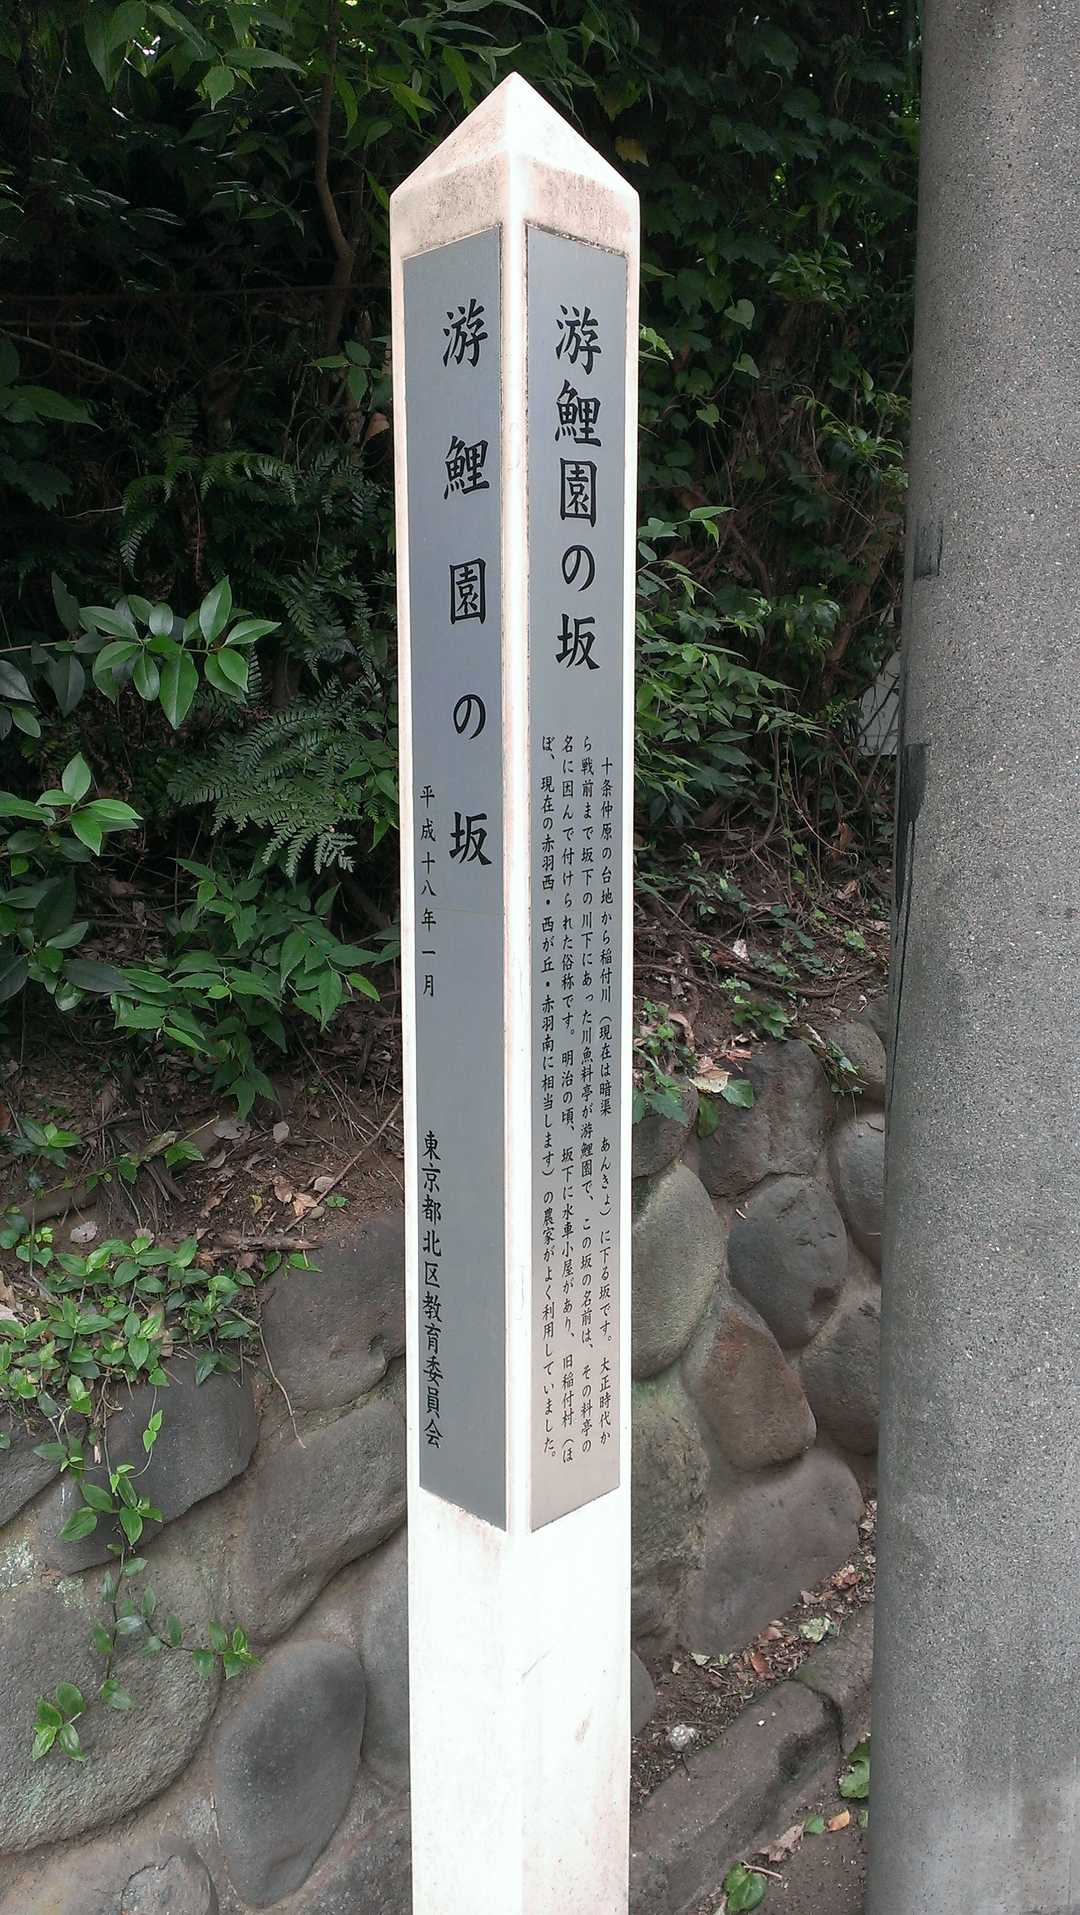 游鯉園の坂
平成十八年一月　東京都北区教育委員会
游鯉園の坂
十条仲原の台地から稲付川（現在は暗渠　あんきょ）に下る坂です。大正時代か
ら戦前まで坂下の川下にあった川魚料亭が游鯉園で、この坂の名前は、その料亭の
名に因んで付けられた俗称です。明治の頃、坂下に水車小屋があり、旧稲付村（ほ
ぼ、現在の赤羽西・西が丘・赤羽南に相当します）の農家がよく利用していました。